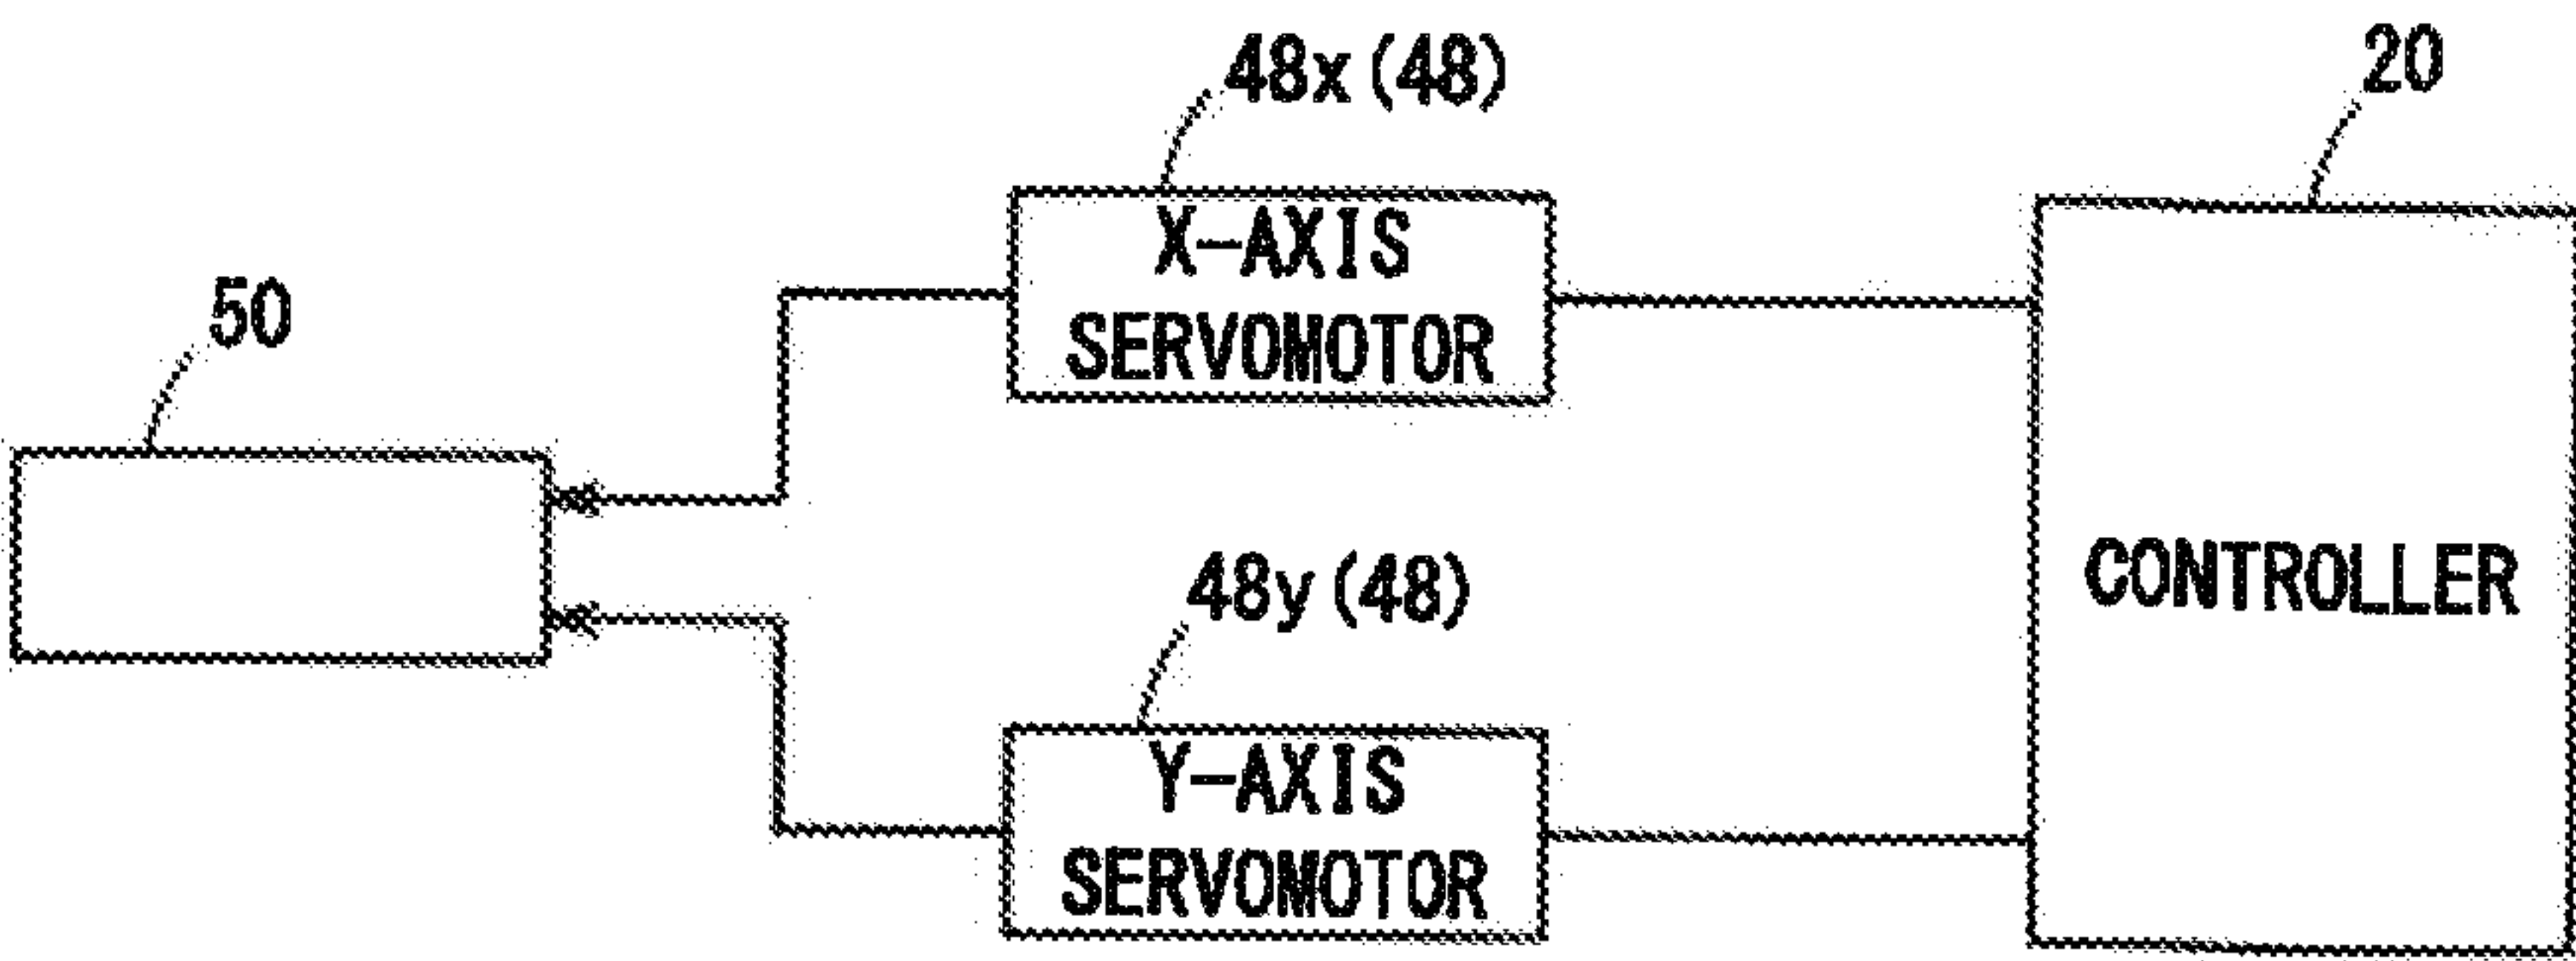 48x (48)
20
X-AXIS
SERVOMOTOR
50
CONTROLLER
48y (48)
Y-AXIS
SERVOMOTOR